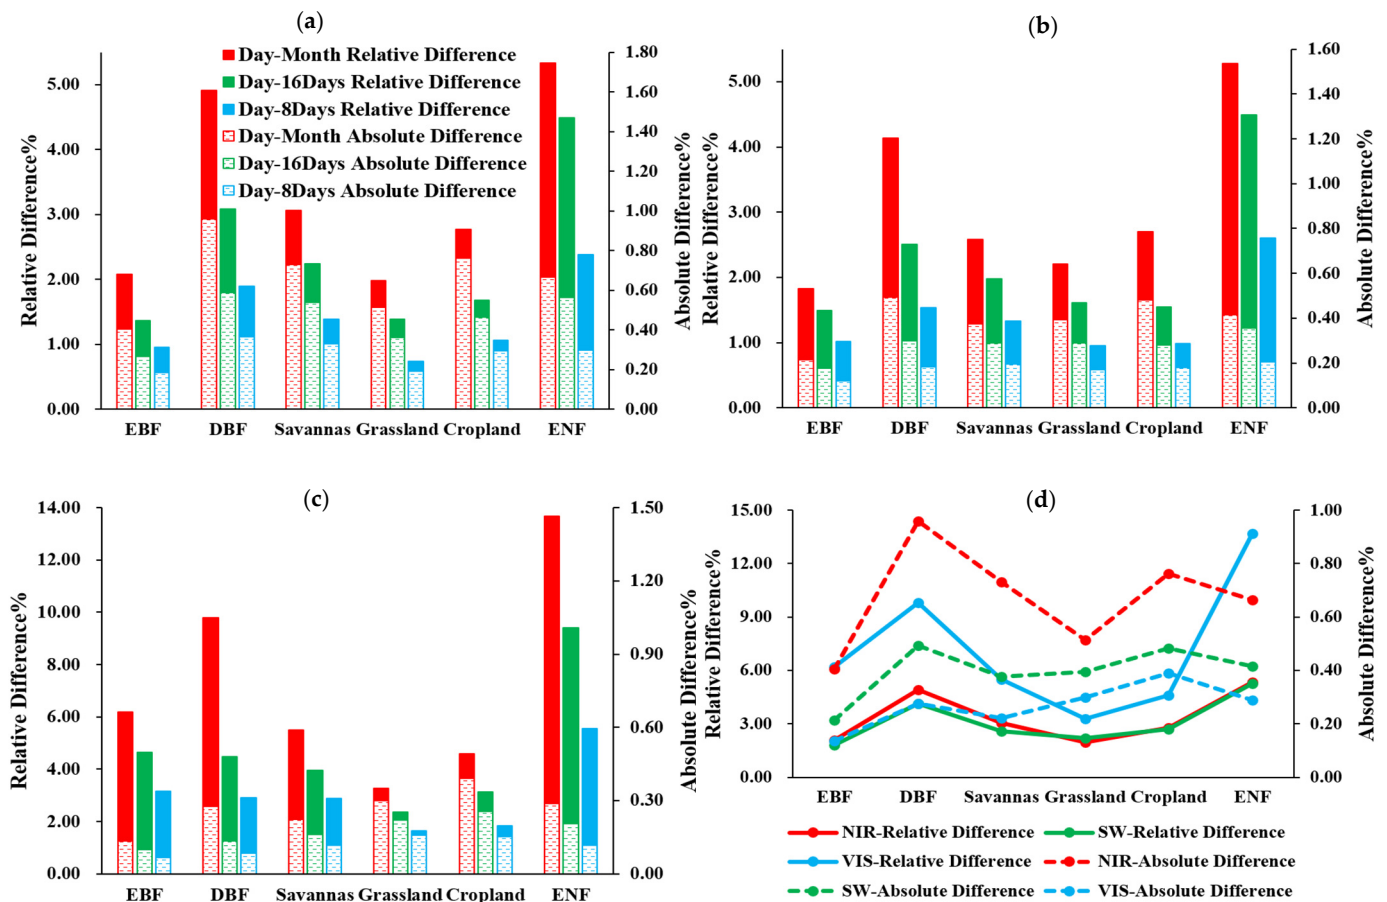 (a)
1.80
1.60
1.40
1.20
1.00
0.80
0.60
0.40
0.20
0.00
5.00
4.00
3.00
2.00
1.00
0.00
Relative Difference%
Absolute Difference%
Day-Month Relative Difference
Day-16Days Relative Difference
Day-8Days Relative Difference
Day-Month Absolute Difference
Day-16Days Absolute Difference
Day-8Days Absolute Difference
EBF DBF Savannas Grassland Cropland ENF
(b)
1.60
1.40
1.20
1.00
0.80
0.60
0.40
0.20
0.00
5.00
4.00
3.00
2.00
1.00
0.00
Relative Difference%
Absolute Difference%
EBF DBF Savannas Grassland Cropland ENF
(c)
14.00
12.00
10.00
8.00
6.00
4.00
2.00
0.00
1.50
1.20
0.90
0.60
0.30
0.00
Relative Difference%
Absolute Difference%
EBF DBF Savannas Grassland Cropland ENF
(d)
15.00
12.00
9.00
6.00
3.00
0.00
1.00
0.80
0.60
0.40
0.20
0.00
Relative Difference%
Absolute Difference%
EBF DBF Savannas Grassland Cropland ENF
NIR-Relative Difference SW-Relative Difference
VIS-Relative Difference NIR-Absolute Difference
SW-Absolute Difference VIS-Absolute Difference